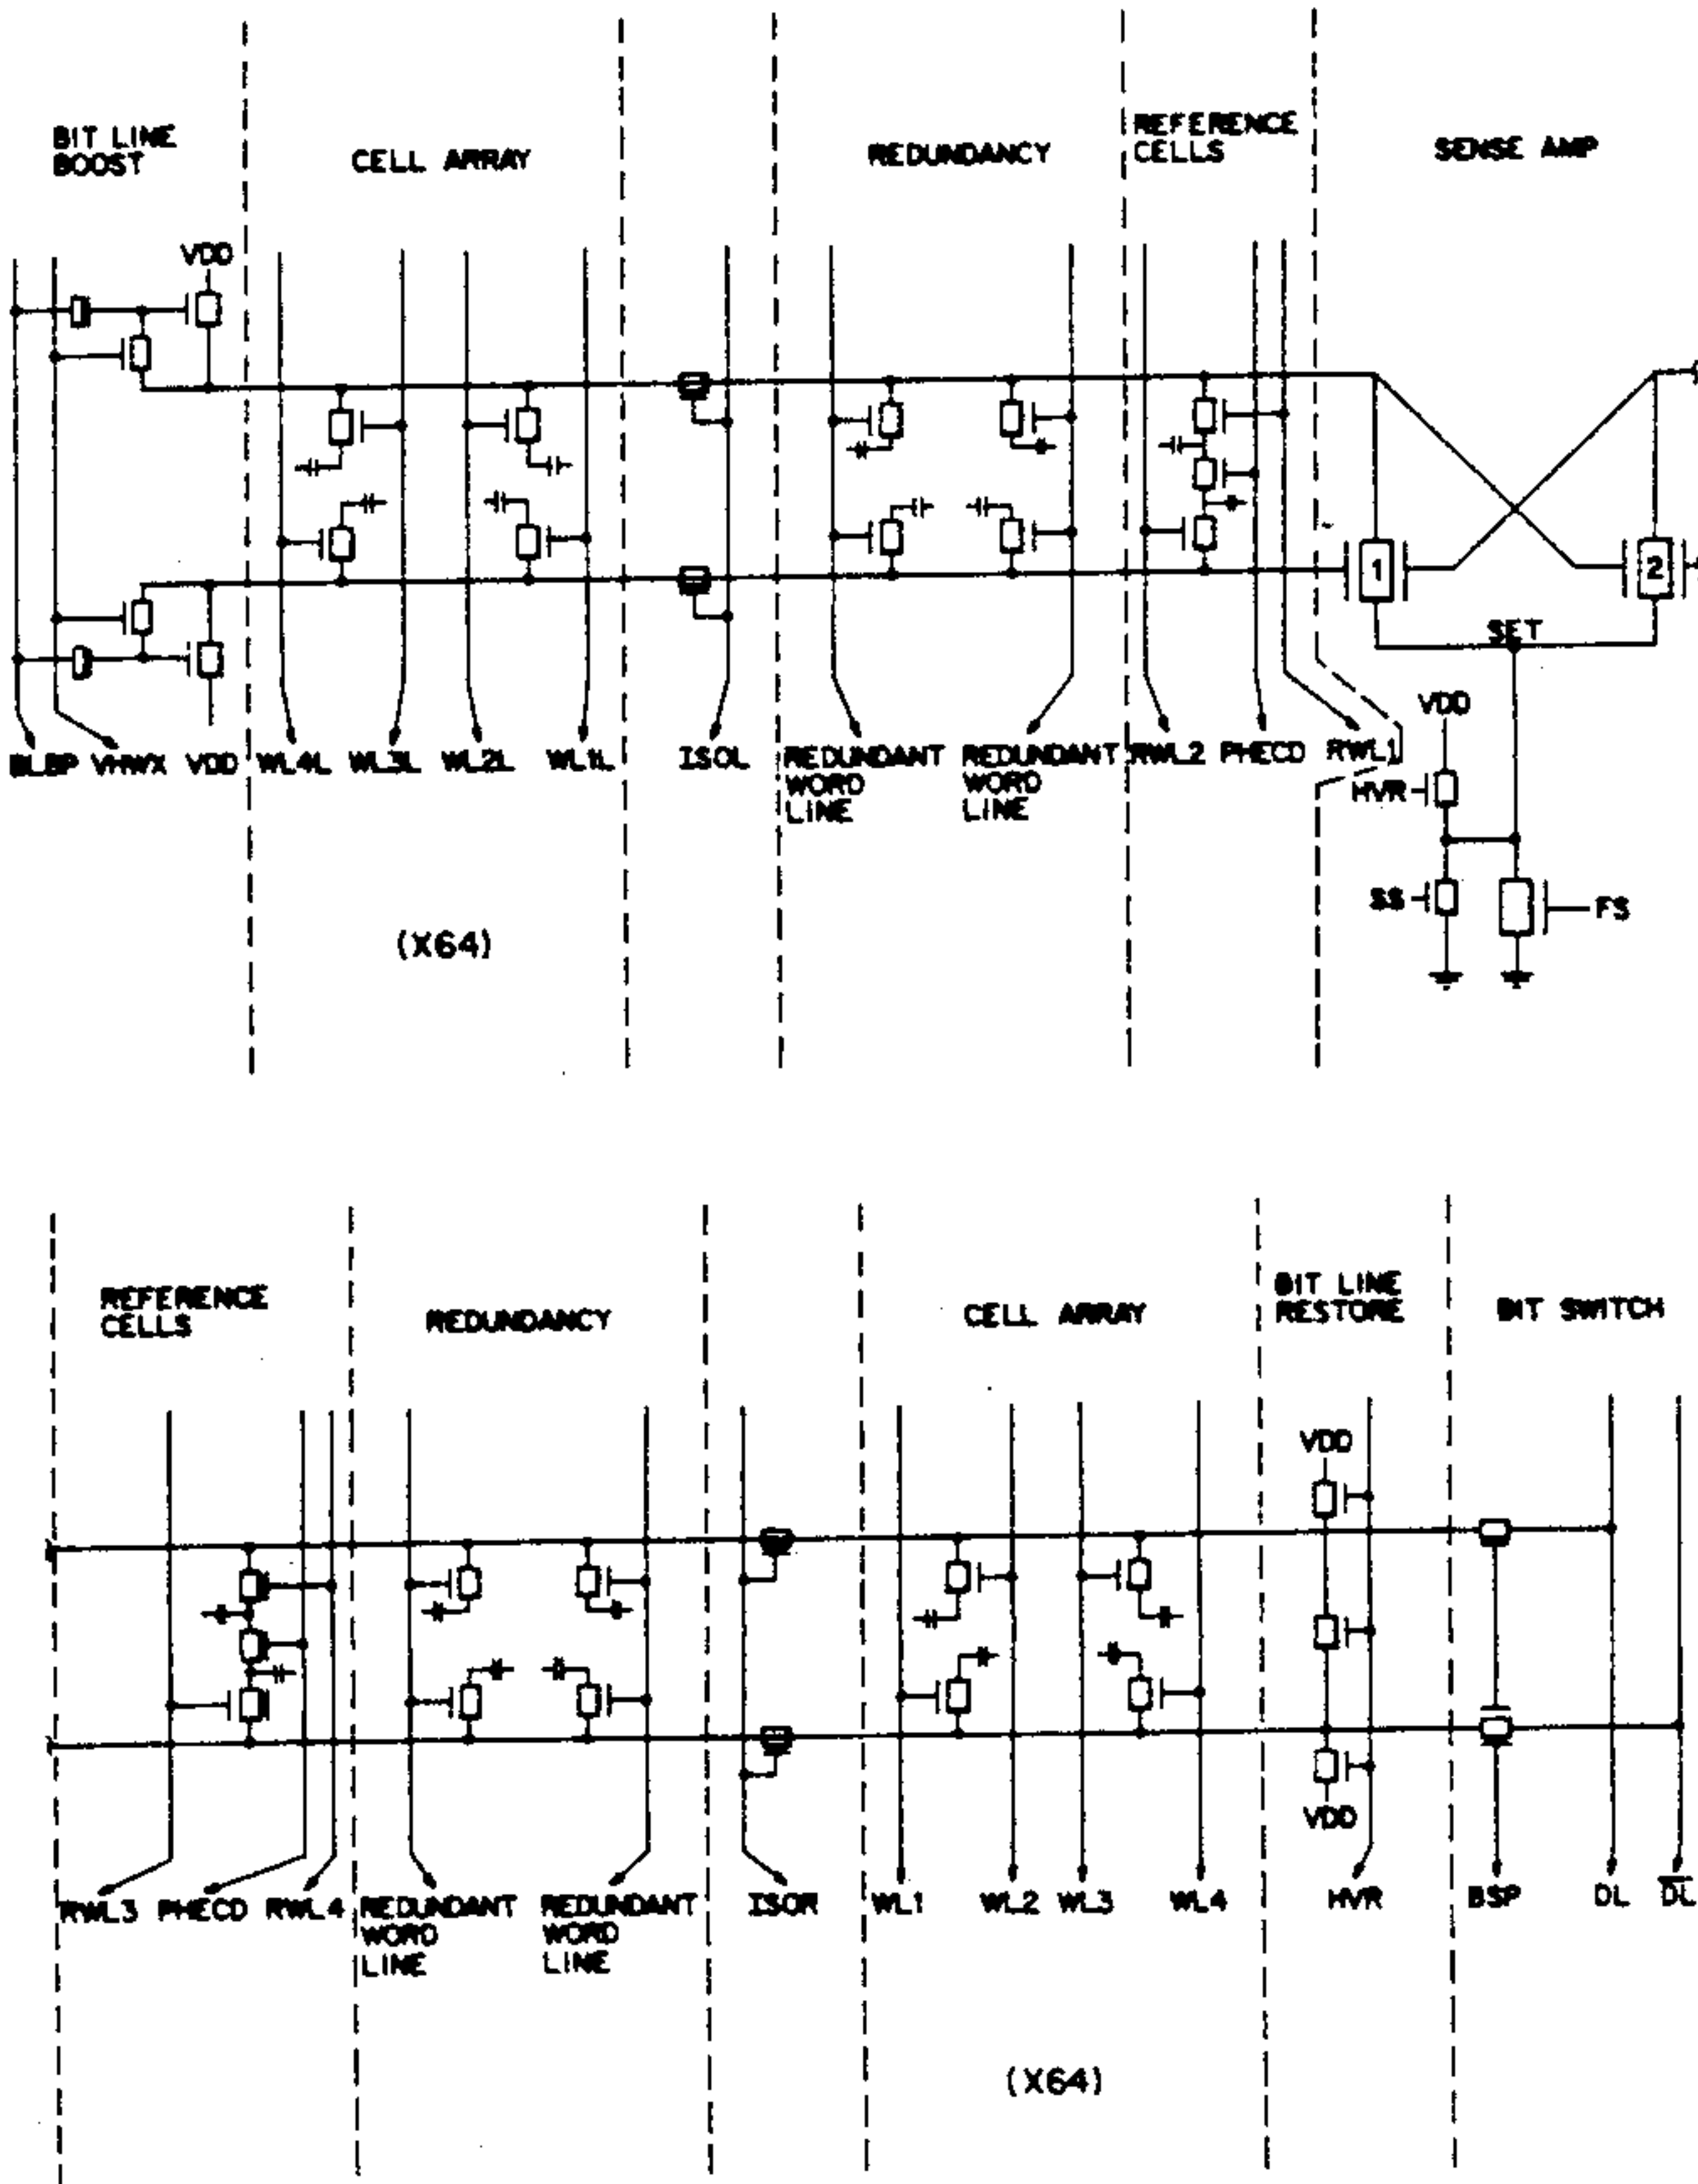 BIT LINE
BOOST
CELL ARRAY
REDUNDANCY
REFERENCE
CELLS
SENSE AMP
VDD
1
2
SET
BLBP VHWX VDD WL4L WL3L WL2L WL1L ISOL
REDUNDANT
WORD
LINE
REDUNDANT
WORD
LINE
RWL2 PHECD RWL1
VDD
HVR
SS
FS
(X64)
REFERENCE
CELLS
REDUNDANCY
CELL ARRAY
BIT LINE
RESTORE
BIT SWITCH
VDD
VDD
RWL3 PHECD RWL4
REDUNDANT
WORD
LINE
REDUNDANT
WORD
LINE
ISOR WL1 WL2 WL3 WL4 HVR BSP DL D̅L̅
(X64)